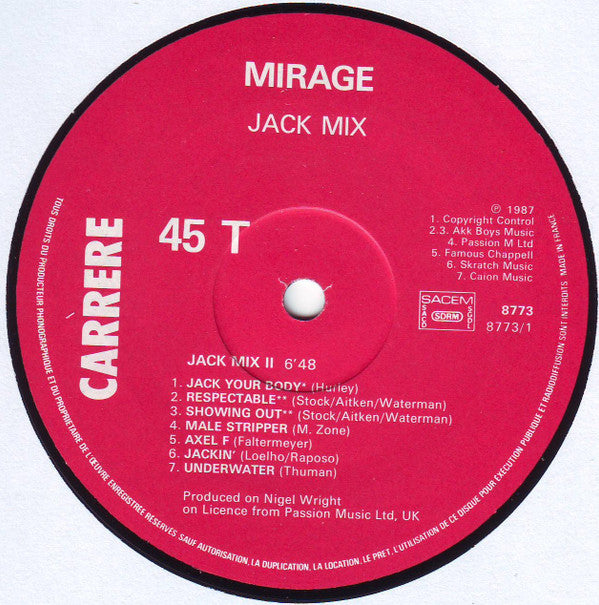 MIRAGE
JACK MIX
CARRERE
45 T
℗ 1987
1. Copyright Control
2.3. Akk Boys Music
4. Passion M Ltd
5. Famous Chappell
6. Skratch Music
7. Caion Music
SACEM
SACD
SDRM
SGDL
8773
8773/1
JACK MIX II 6'48
1. JACK YOUR BODY* (Hurley)
2. RESPECTABLE** (Stock/Aitken/Waterman)
3. SHOWING OUT** (Stock/Aitken/Waterman)
4. MALE STRIPPER (M. Zone)
5. AXEL F (Faltermeyer)
6. JACKIN' (Loelho/Raposo)
7. UNDERWATER (Thuman)
Produced on Nigel Wright
on Licence from Passion Music Ltd, UK
TOUS DROITS DU PRODUCTEUR PHONOGRAPHIQUE ET DU PROPRIETAIRE DE L'ŒUVRE ENREGISTREE RESERVES SAUF AUTORISATION, LA DUPLICATION, LA LOCATION, LE PRET, L'UTILISATION DE CE DISQUE POUR EXECUTION PUBLIQUE ET RADIODIFFUSION SONT INTERDITS MADE IN FRANCE